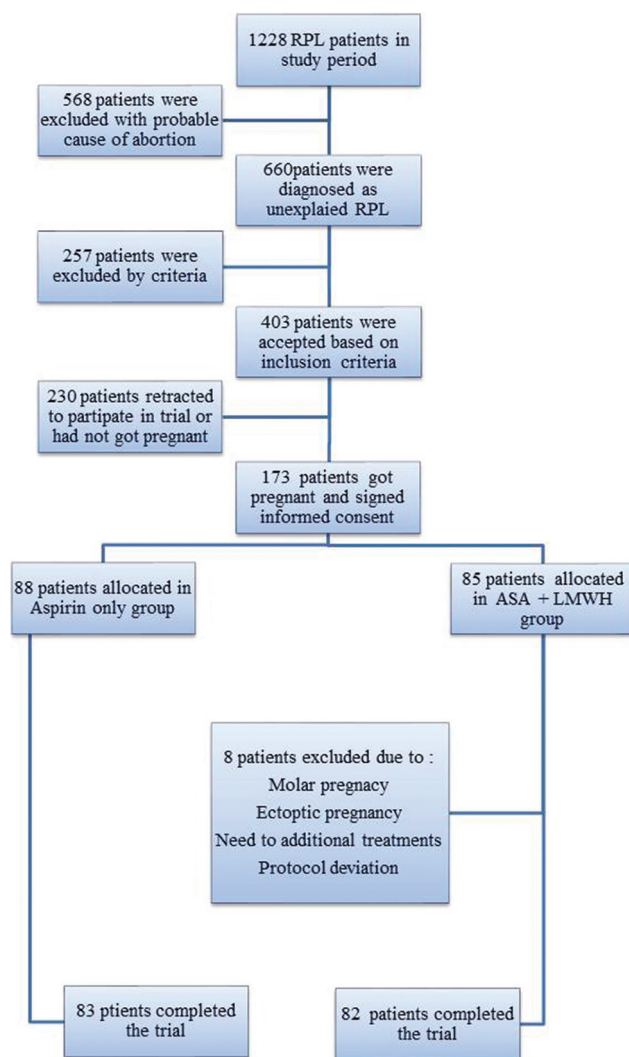 1228 RPL patients in
study period
568 patients were
excluded with probable
cause of abortion
660patients were
diagnosed as
unexplaied RPL
257 patients were
excluded by criteria
403 patients were
accepted based on
inclusion criteria
230 patients retracted
to partipate in trial or
had not got pregnant
173 patients got
pregnant and signed
informed consent
88 patients allocated in
Aspirin only group
85 patients allocated
in ASA + LMWH
group
8 patients excluded due to :
Molar pregnacy
Ectoptic pregnancy
Need to additional treatments
Protocol deviation
83 ptients completed
the trial
82 patients completed
the trial